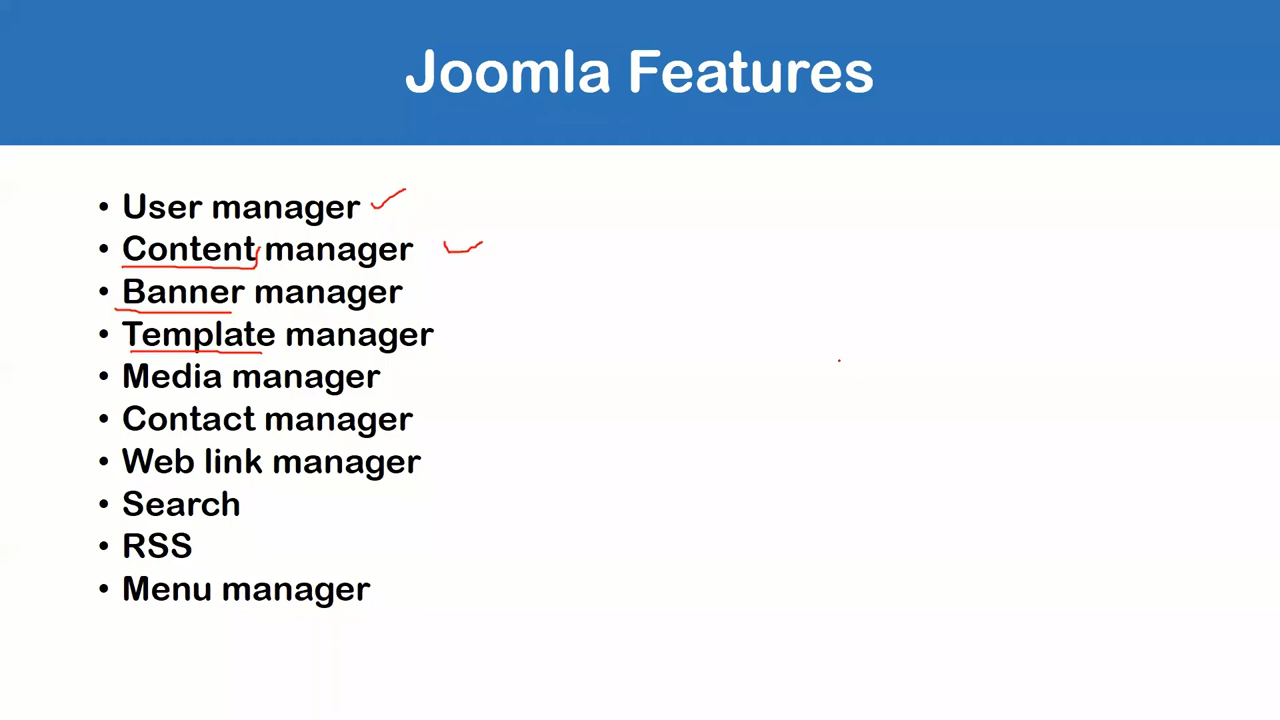 Joomla Features
• User manager
• Content manager
• Banner manager
• Template manager
• Media manager
• Contact manager
• Web link manager
• Search
• RSS
• Menu manager